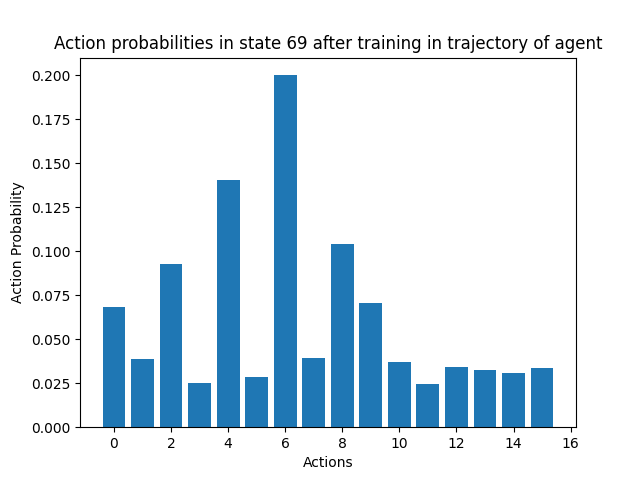 Action probabilities in state 69 after training in trajectory of agent
0.200
0.175
0.150
0.125
0.100
0.075
0.050
0.025
0.000
Action Probability
0 2 4 6 8 10 12 14 16
Actions